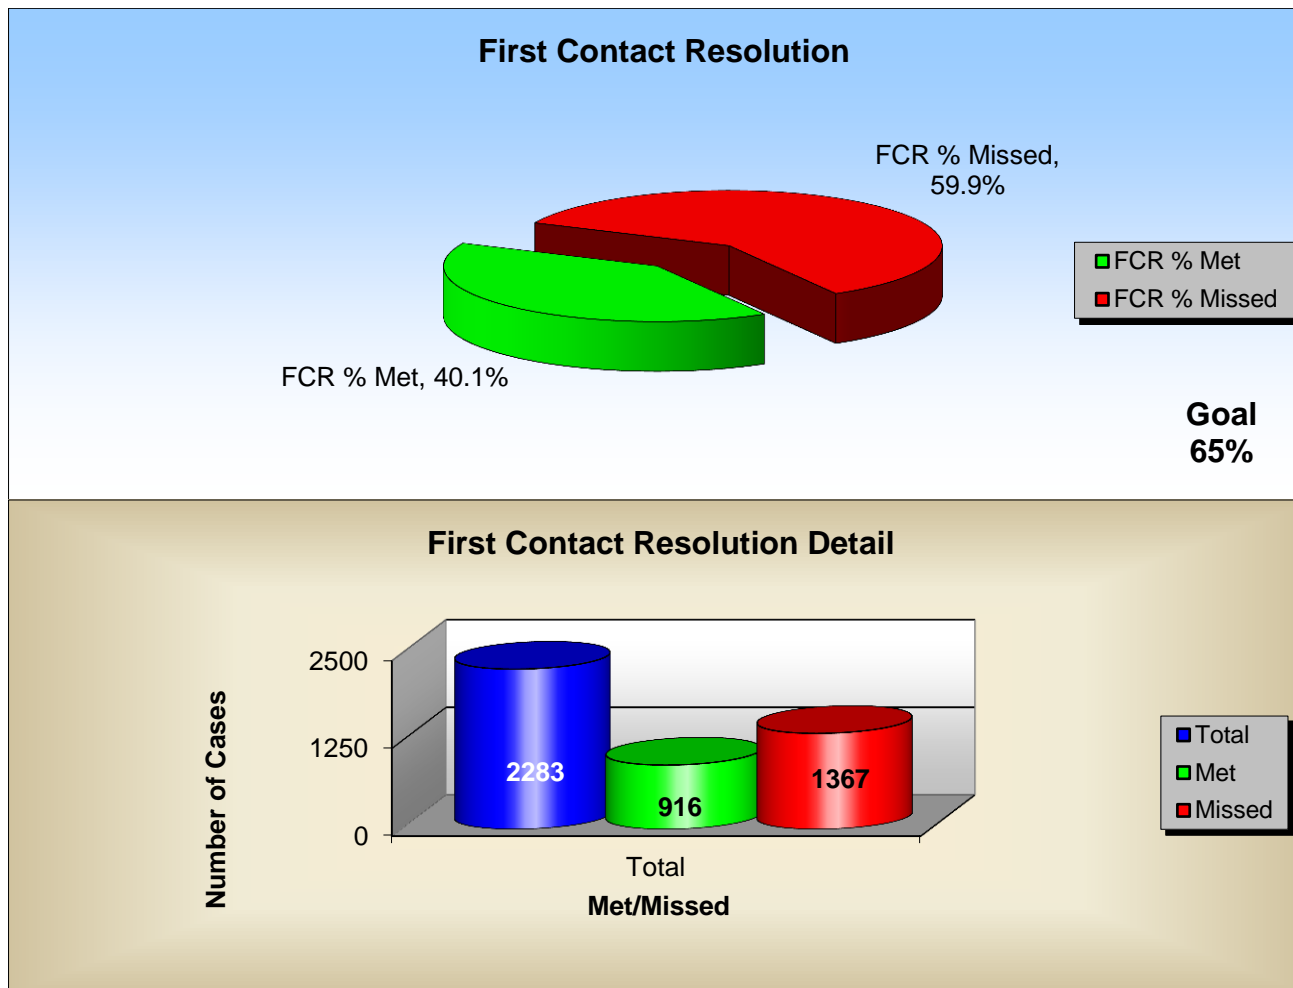 First Contact Resolution
FCR % Missed,
59.9%
FCR % Met
FCR % Missed
FCR % Met, 40.1%
Goal
65%
First Contact Resolution Detail
Number of Cases
2500
1250
0
2283
916
1367
Total
Met/Missed
Total
Met
Missed